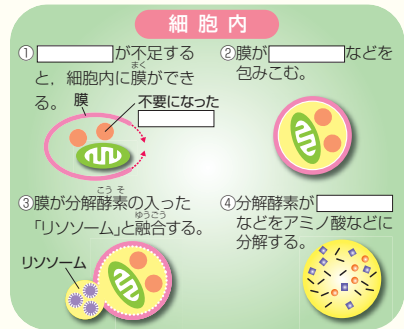 細胞内
①　　　が不足する
と，細胞内に膜ができ
まく
る。
膜
不要になった
②膜が　　　などを
包みこむ。
③膜が分解酵素の入った
こうそ
「リソソーム」と融合する。
ゆうごう
リソソーム
④分解酵素が
などをアミノ酸などに
分解する。